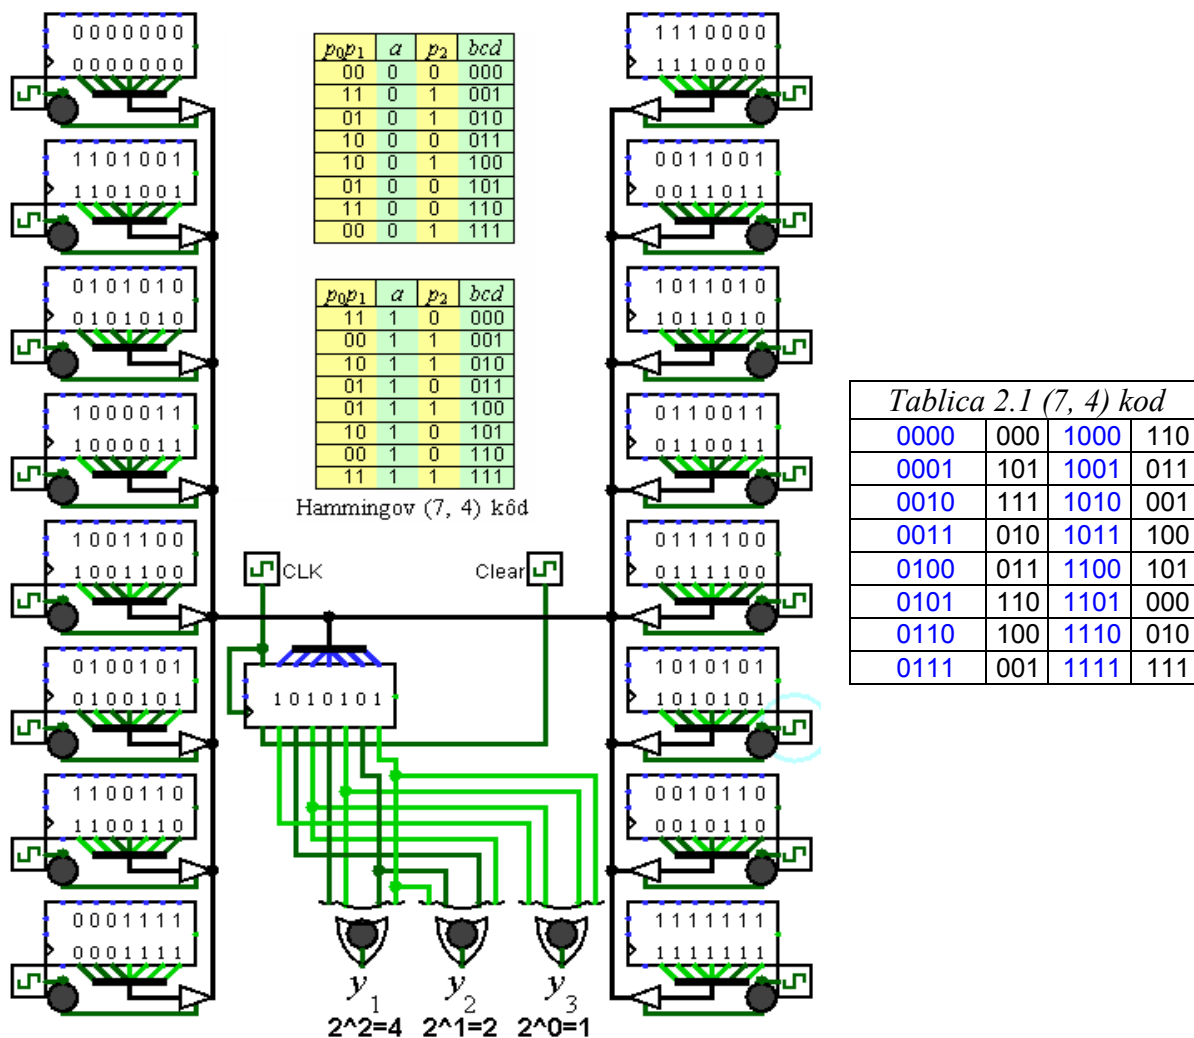 0000000
0000000
1101001
1101001
0101010
0101010
1000011
1000011
1001100
1001100
0100101
0100101
1100110
1100110
0001111
0001111
p₀p₁ a p₂ bcd
00 0 0 000
11 0 1 001
01 0 1 010
10 0 0 011
10 0 1 100
01 0 0 101
11 0 0 110
00 0 1 111
p₀p₁ a p₂ bcd
11 1 0 000
00 1 1 001
10 1 1 010
01 1 0 011
01 1 1 100
10 1 0 101
00 1 0 110
11 1 1 111
Hammingov (7, 4) kôd
CLK Clear
1010101
y₁ y₂ y₃
2^2=4 2^1=2 2^0=1
1110000
1110000
0011001
0011011
1011010
1011010
0110011
0110011
0111100
0111100
1010101
1010101
0010110
0010110
1111111
1111111
Tablica 2.1 (7, 4) kod
0000 000 1000 110
0001 101 1001 011
0010 111 1010 001
0011 010 1011 100
0100 011 1100 101
0101 110 1101 000
0110 100 1110 010
0111 001 1111 111